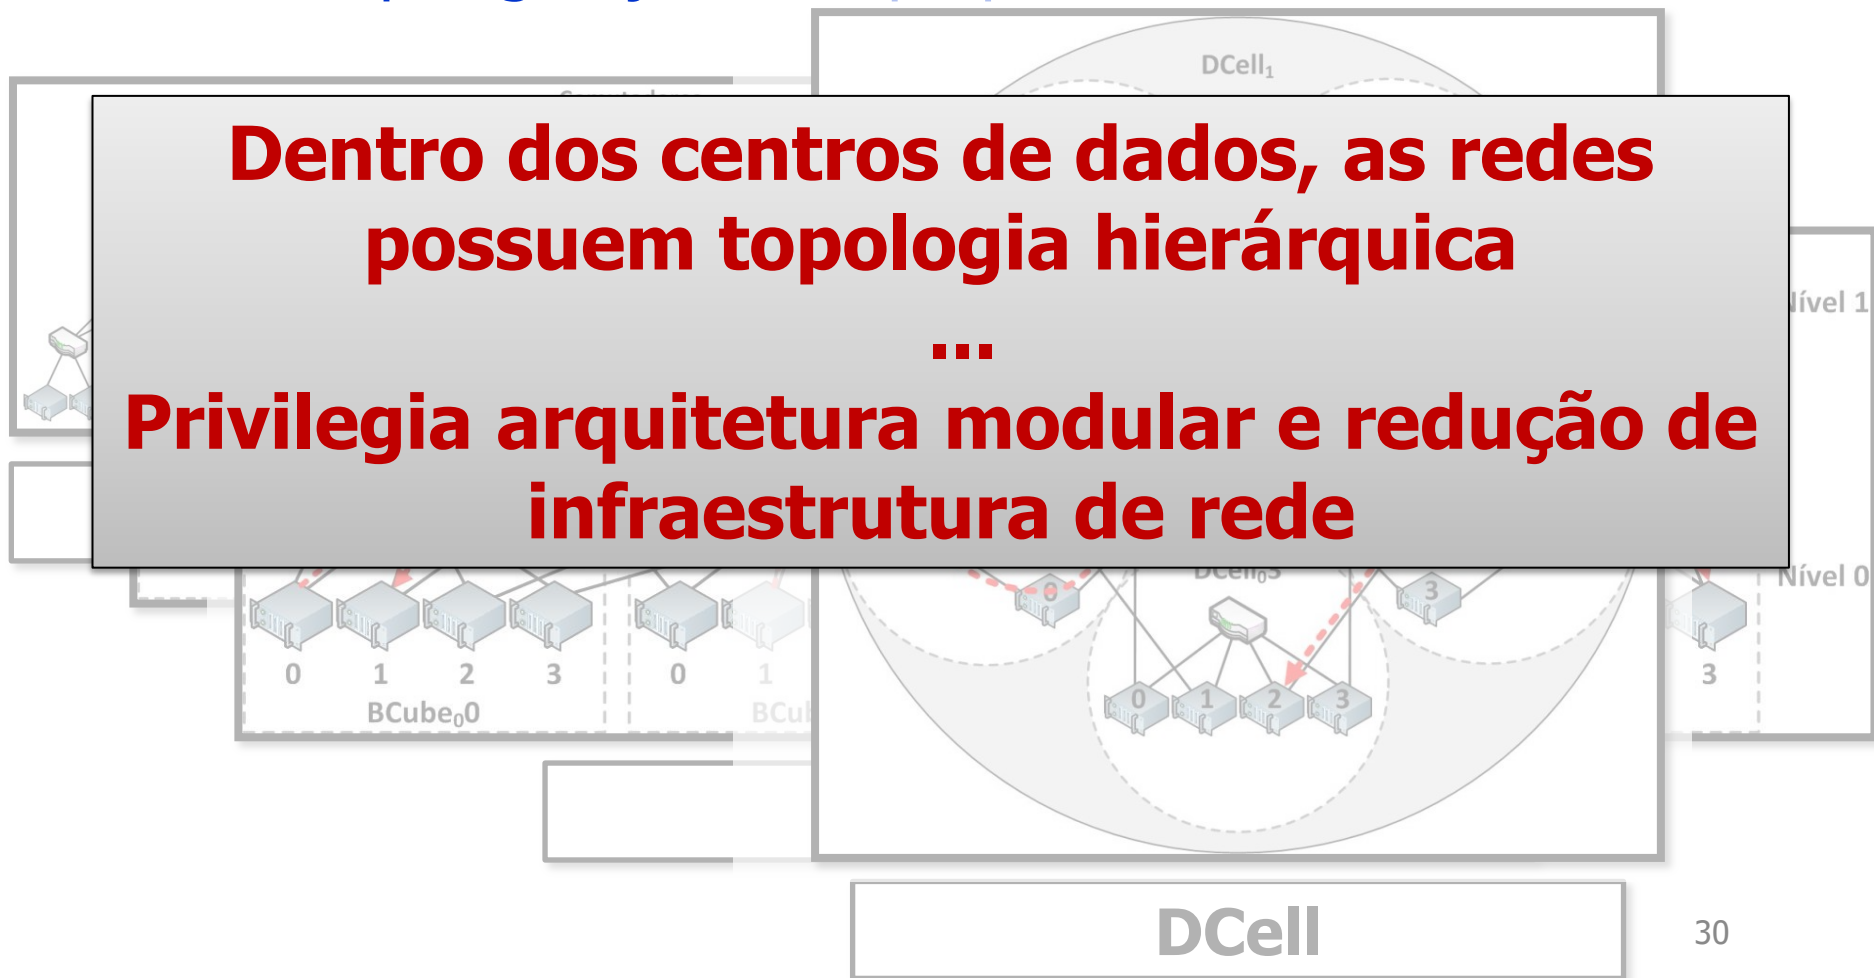 DCell₁
Dentro dos centros de dados, as redes
possuem topologia hierárquica
...
Privilegia arquitetura modular e redução de
infraestrutura de rede
Nível 1
Nível 0
DCell₀3
0
3
0 1 2 3
0 1 2 3
0 1
3
BCube₀0
DCell
30